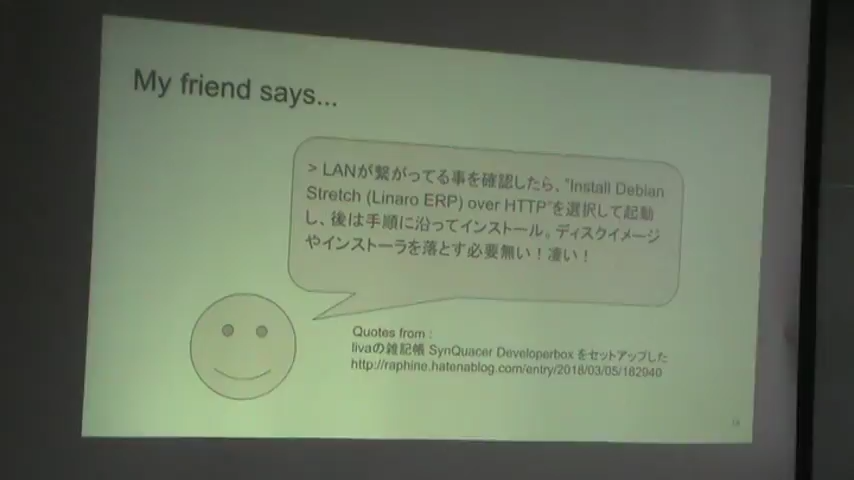 My friend says...
> LANが繋がってる事を確認したら、"Install Debian
Stretch (Linaro ERP) over HTTP"を選択して起動
し、後は手順に沿ってインストール。ディスクイメージ
やインストーラを落とす必要無い！凄い！
Quotes from :
livaの雑記帳 SynQuacer Developerbox をセットアップした
http://raphine.hatenablog.com/entry/2018/03/05/182940